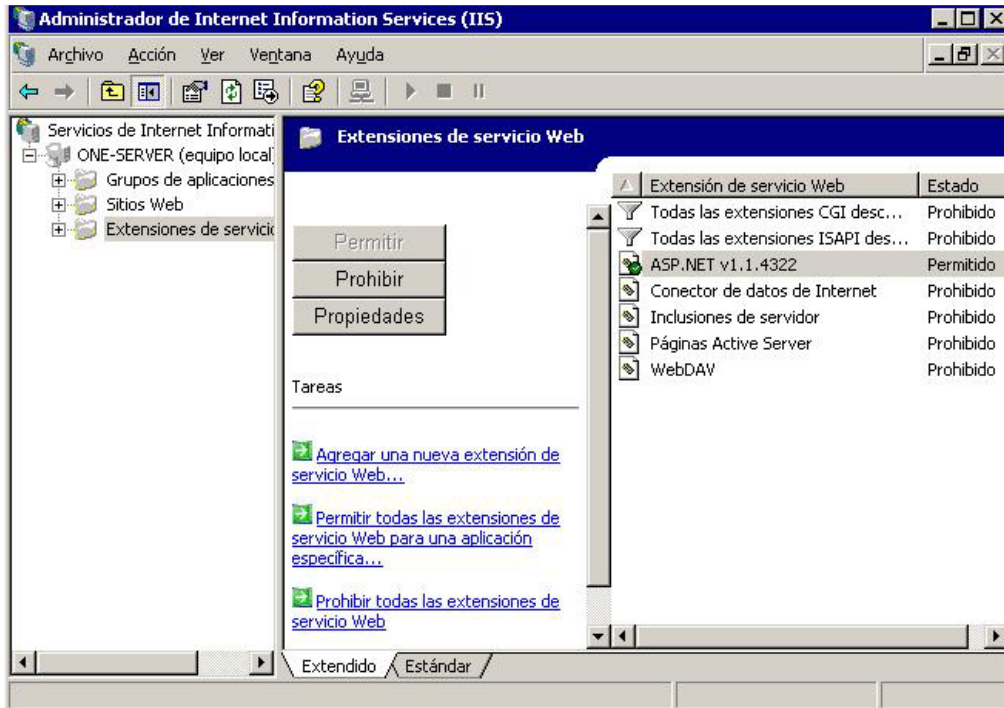 Administrador de Internet Information Services (IIS)
Archivo Acción Ver Ventana Ayuda
Servicios de Internet Informati
ONE-SERVER (equipo local)
Grupos de aplicaciones
Sitios Web
Extensiones de servicio
Extensiones de servicio Web
Permitir
Prohibir
Propiedades
Tareas
Agregar una nueva extensión de
servicio Web...
Permitir todas las extensiones de
servicio Web para una aplicación
específica...
Prohibir todas las extensiones de
servicio Web
Extensión de servicio Web Estado
Todas las extensiones CGI desc... Prohibido
Todas las extensiones ISAPI des... Prohibido
ASP.NET v1.1.4322 Permitido
Conector de datos de Internet Prohibido
Inclusiones de servidor Prohibido
Páginas Active Server Prohibido
WebDAV Prohibido
Extendido Estándar